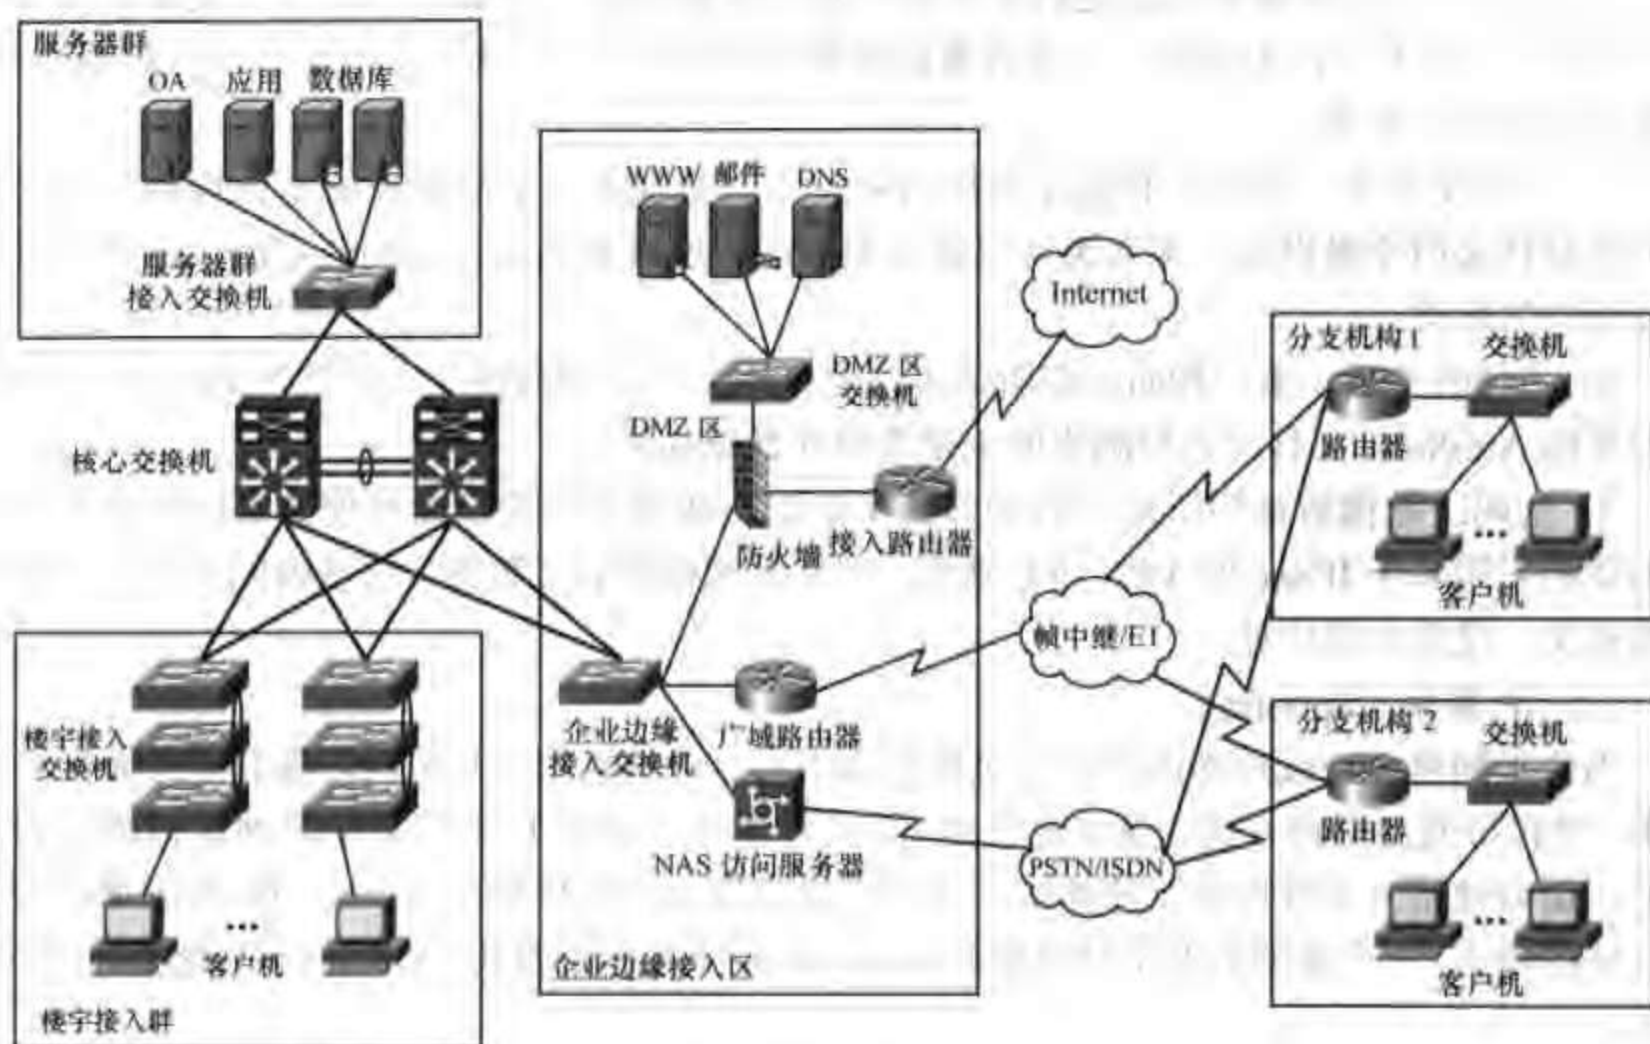 服务器群
OA 应用 数据库
服务器群
接入交换机
核心交换机
楼宇接入
交换机
...
客户机
楼宇接入群
WWW 邮件 DNS
DMZ 区
交换机
DMZ 区
防火墙
接入路由器
企业边缘
接入交换机
广域路由器
NAS 访问服务器
企业边缘接入区
Internet
帧中继/E1
PSTN/ISDN
分支机构 1
交换机
路由器
...
客户机
分支机构 2
交换机
路由器
...
客户机